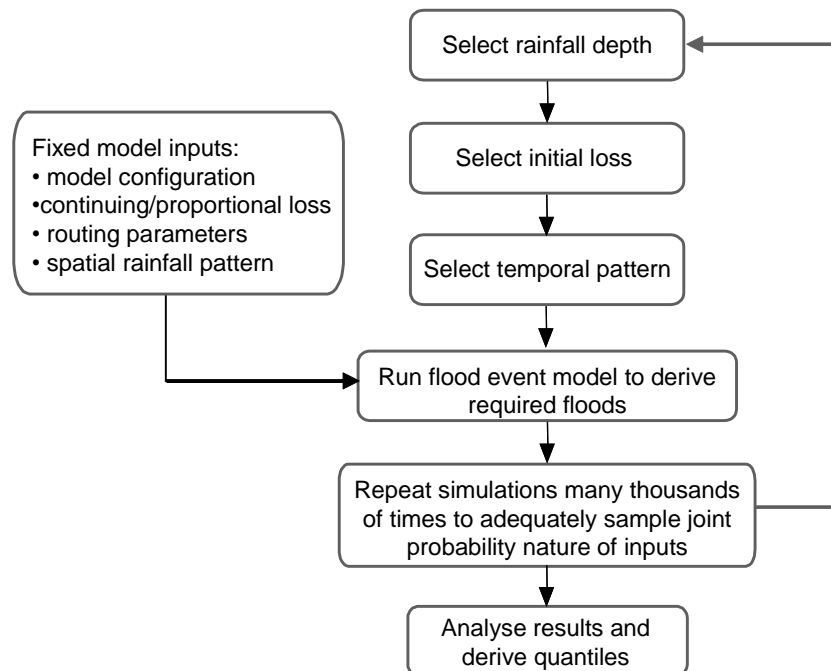 Select rainfall depth
Select initial loss
Select temporal pattern
Fixed model inputs:
• model configuration
•continuing/proportional loss
• routing parameters
• spatial rainfall pattern
Run flood event model to derive
required floods
Repeat simulations many thousands
of times to adequately sample joint
probability nature of inputs
Analyse results and
derive quantiles